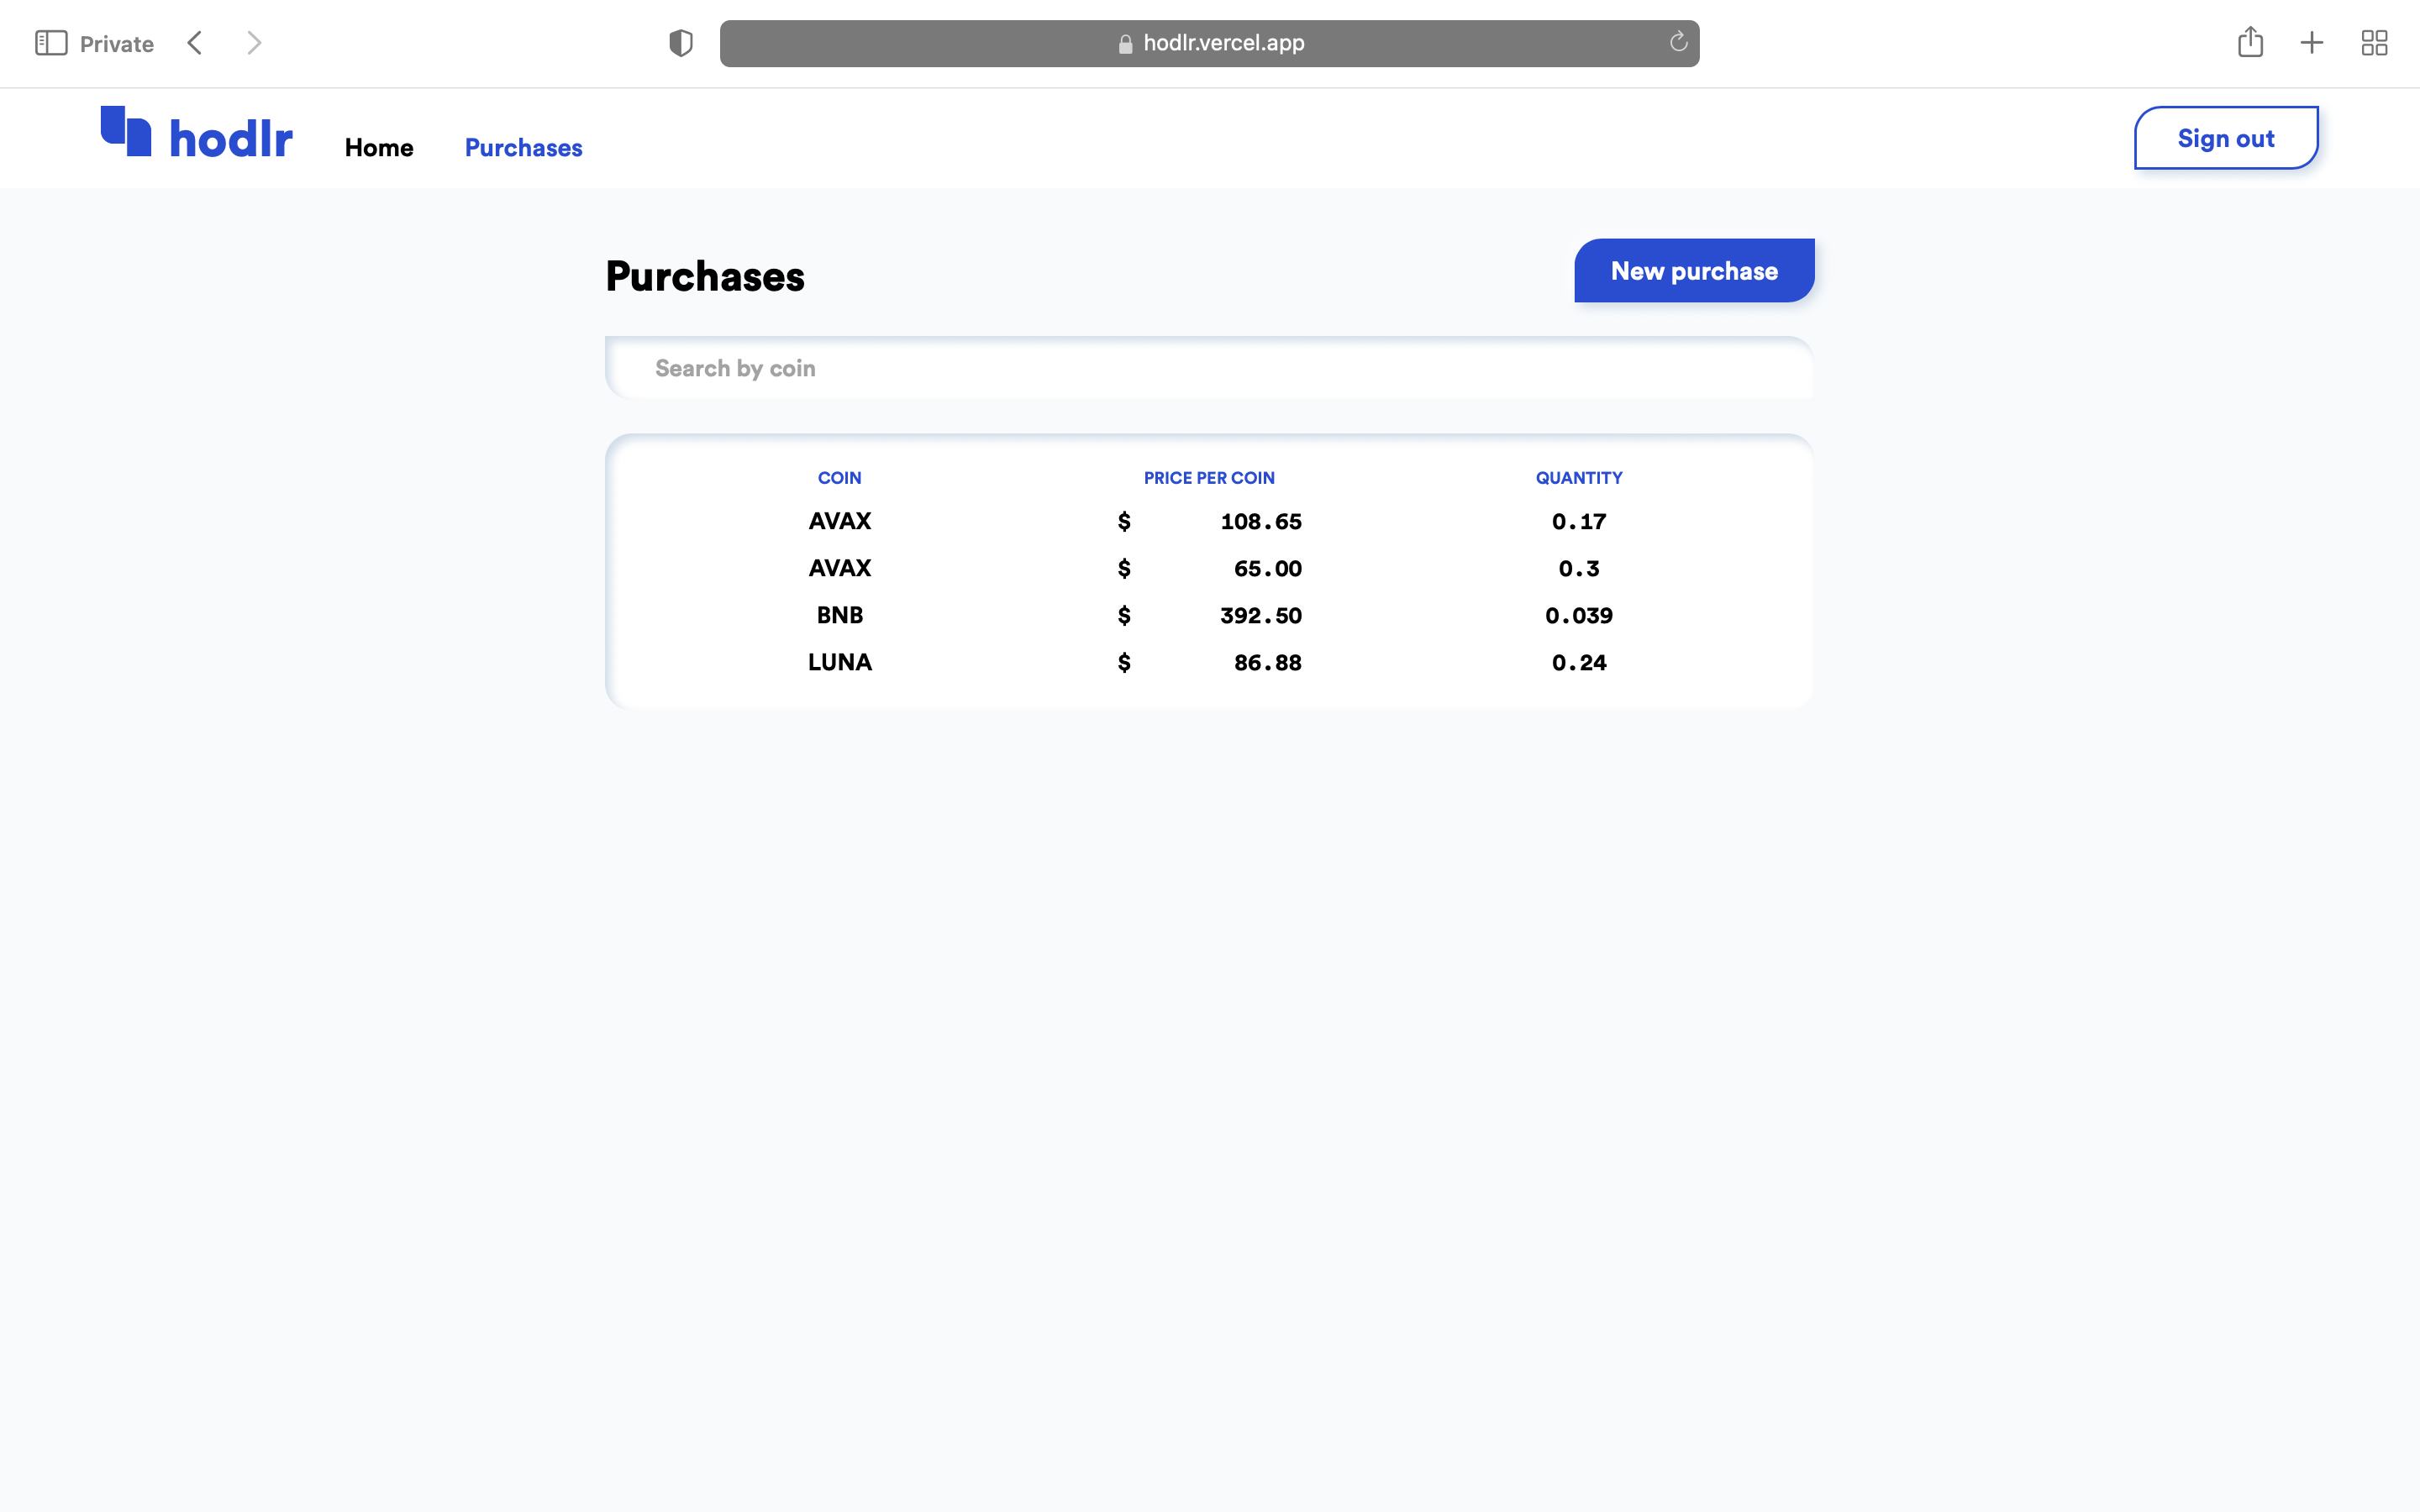 Private
hodlr.vercel.app
hodlr Home Purchases Sign out
Purchases New purchase
Search by coin
COIN PRICE PER COIN QUANTITY
AVAX $ 108.65 0.17
AVAX $ 65.00 0.3
BNB $ 392.50 0.039
LUNA $ 86.88 0.24